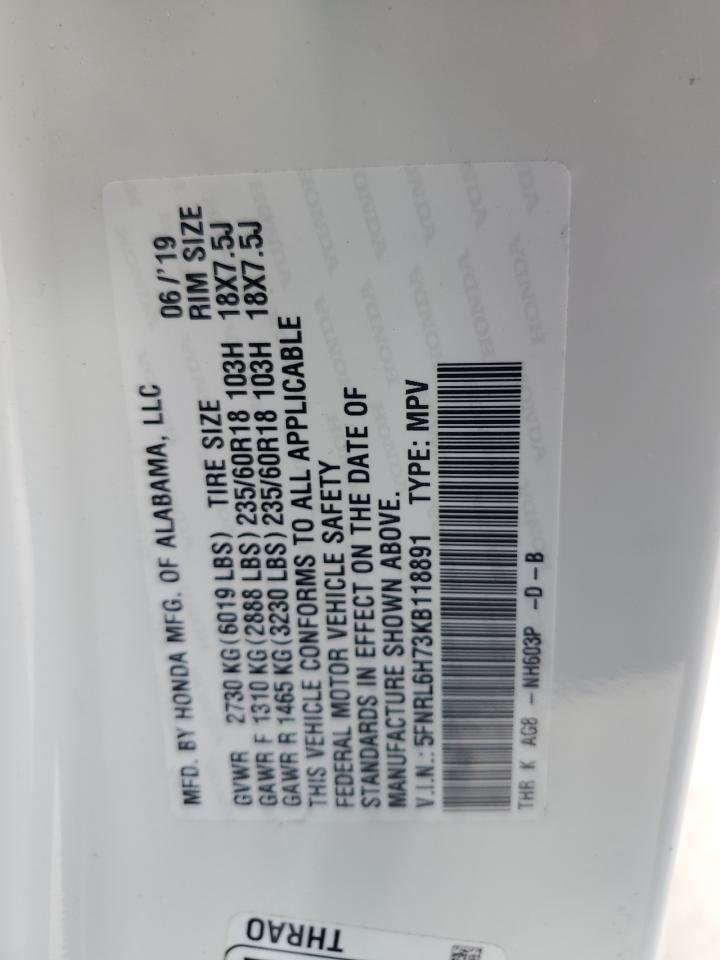 MFD. BY HONDA MFG. OF ALABAMA, LLC 06/'19
GVWR 2730 KG(6019 LBS) TIRE SIZE RIM SIZE
GAWR F 1310 KG(2888 LBS)235/60R18 103H 18X7.5J
GAWR R 1465 KG(3230 LBS)235/60R18 103H 18X7.5J
THIS VEHICLE CONFORMS TO ALL APPLICABLE
FEDERAL MOTOR VEHICLE SAFETY
STANDARDS IN EFFECT ON THE DATE OF
MANUFACTURE SHOWN ABOVE.
V.I.N.:5FNRL6H73KB118891 TYPE: MPV
THR K AG8 -NH603P -D-B
THRAO